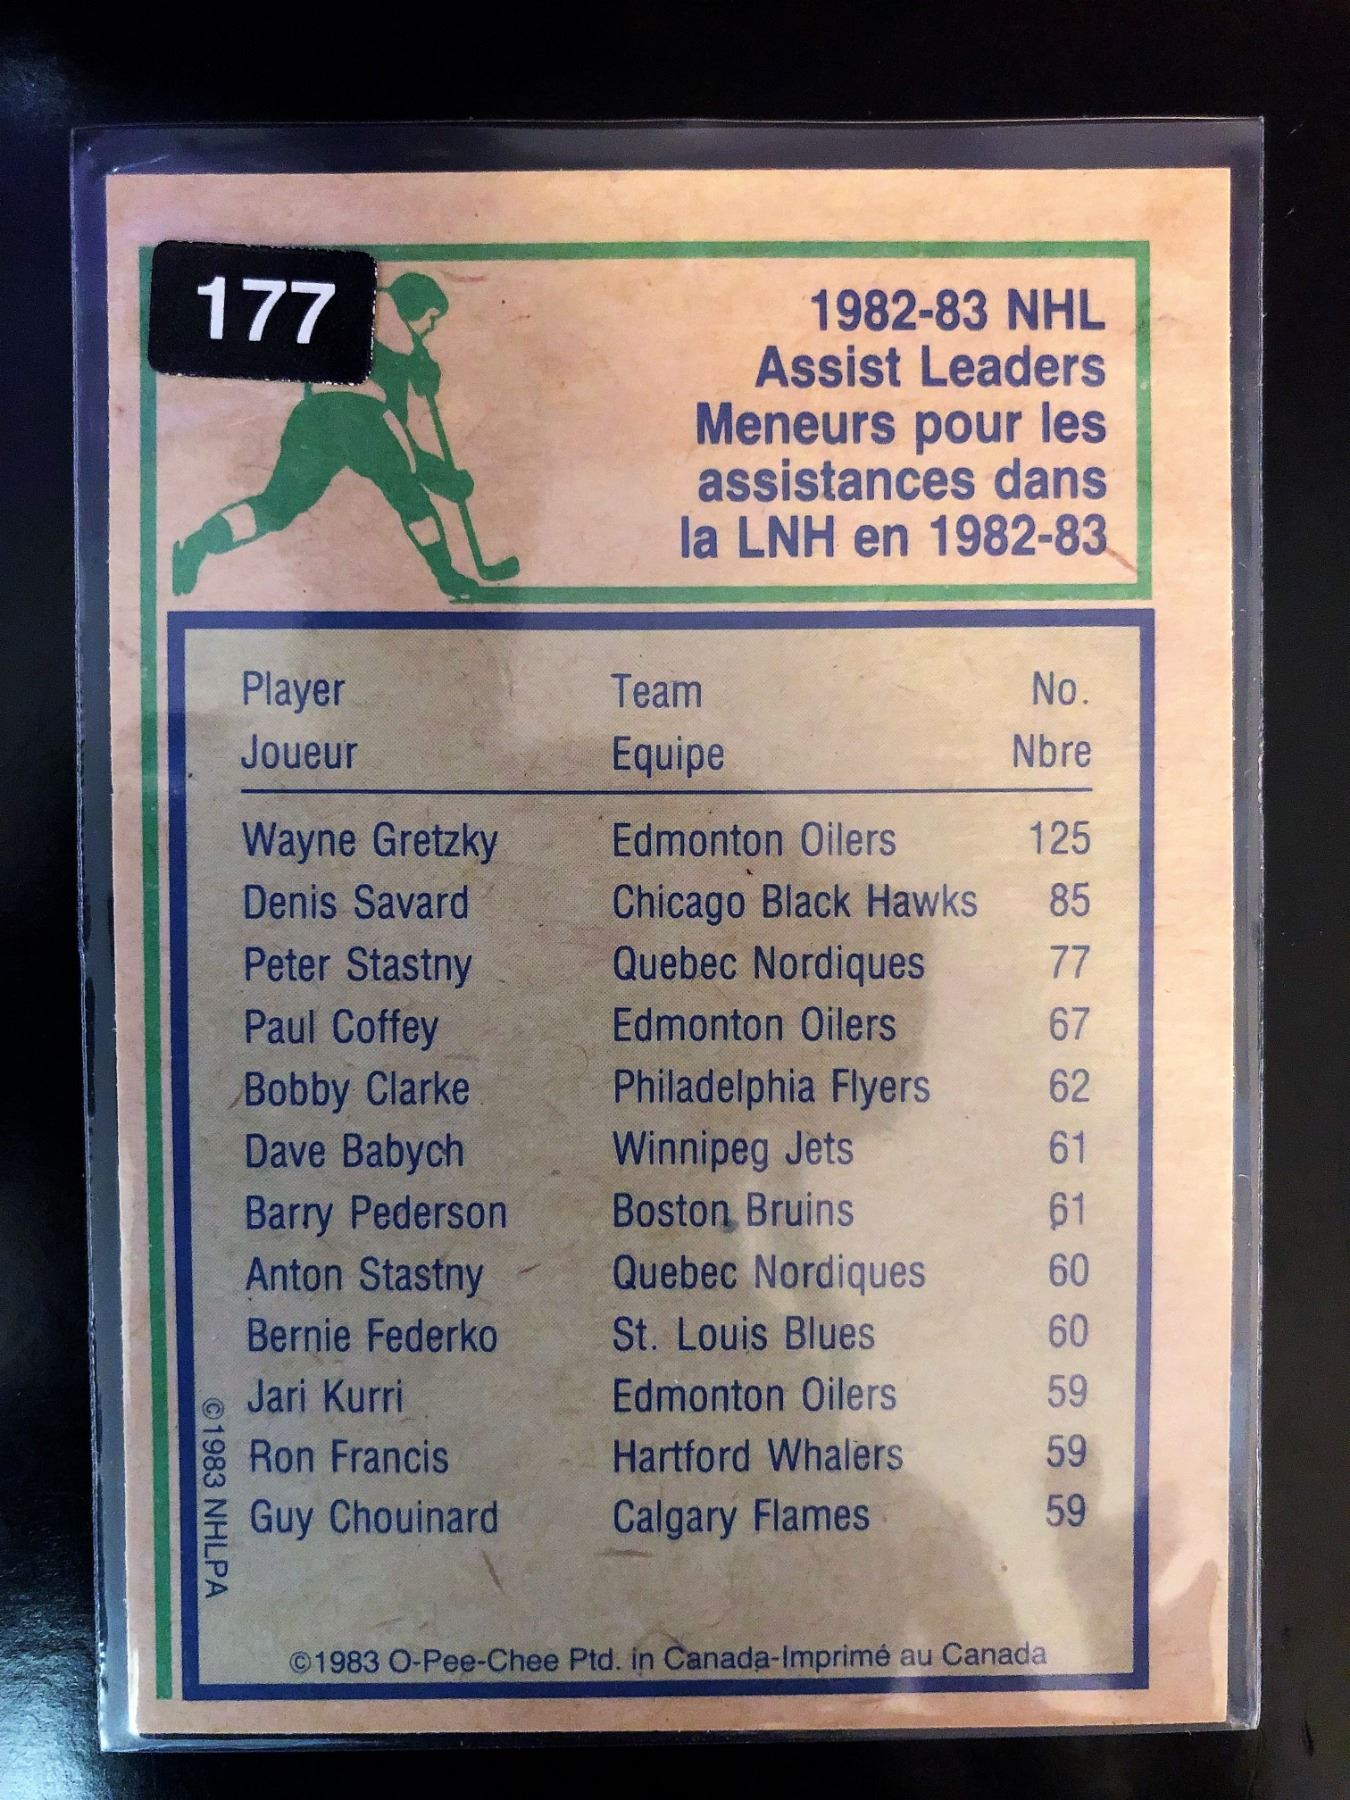 177
1982-83 NHL
Assist Leaders
Meneurs pour les
assistances dans
la LNH en 1982-83
Player Team No.
Joueur Equipe Nbre
Wayne Gretzky Edmonton Oilers 125
Denis Savard Chicago Black Hawks 85
Peter Stastny Quebec Nordiques 77
Paul Coffey Edmonton Oilers 67
Bobby Clarke Philadelphia Flyers 62
Dave Babych Winnipeg Jets 61
Barry Pederson Boston Bruins 61
Anton Stastny Quebec Nordiques 60
Bernie Federko St. Louis Blues 60
Jari Kurri Edmonton Oilers 59
Ron Francis Hartford Whalers 59
Guy Chouinard Calgary Flames 59
©1983 NHLPA
©1983 O-Pee-Chee Ptd. in Canada-Imprimé au Canada